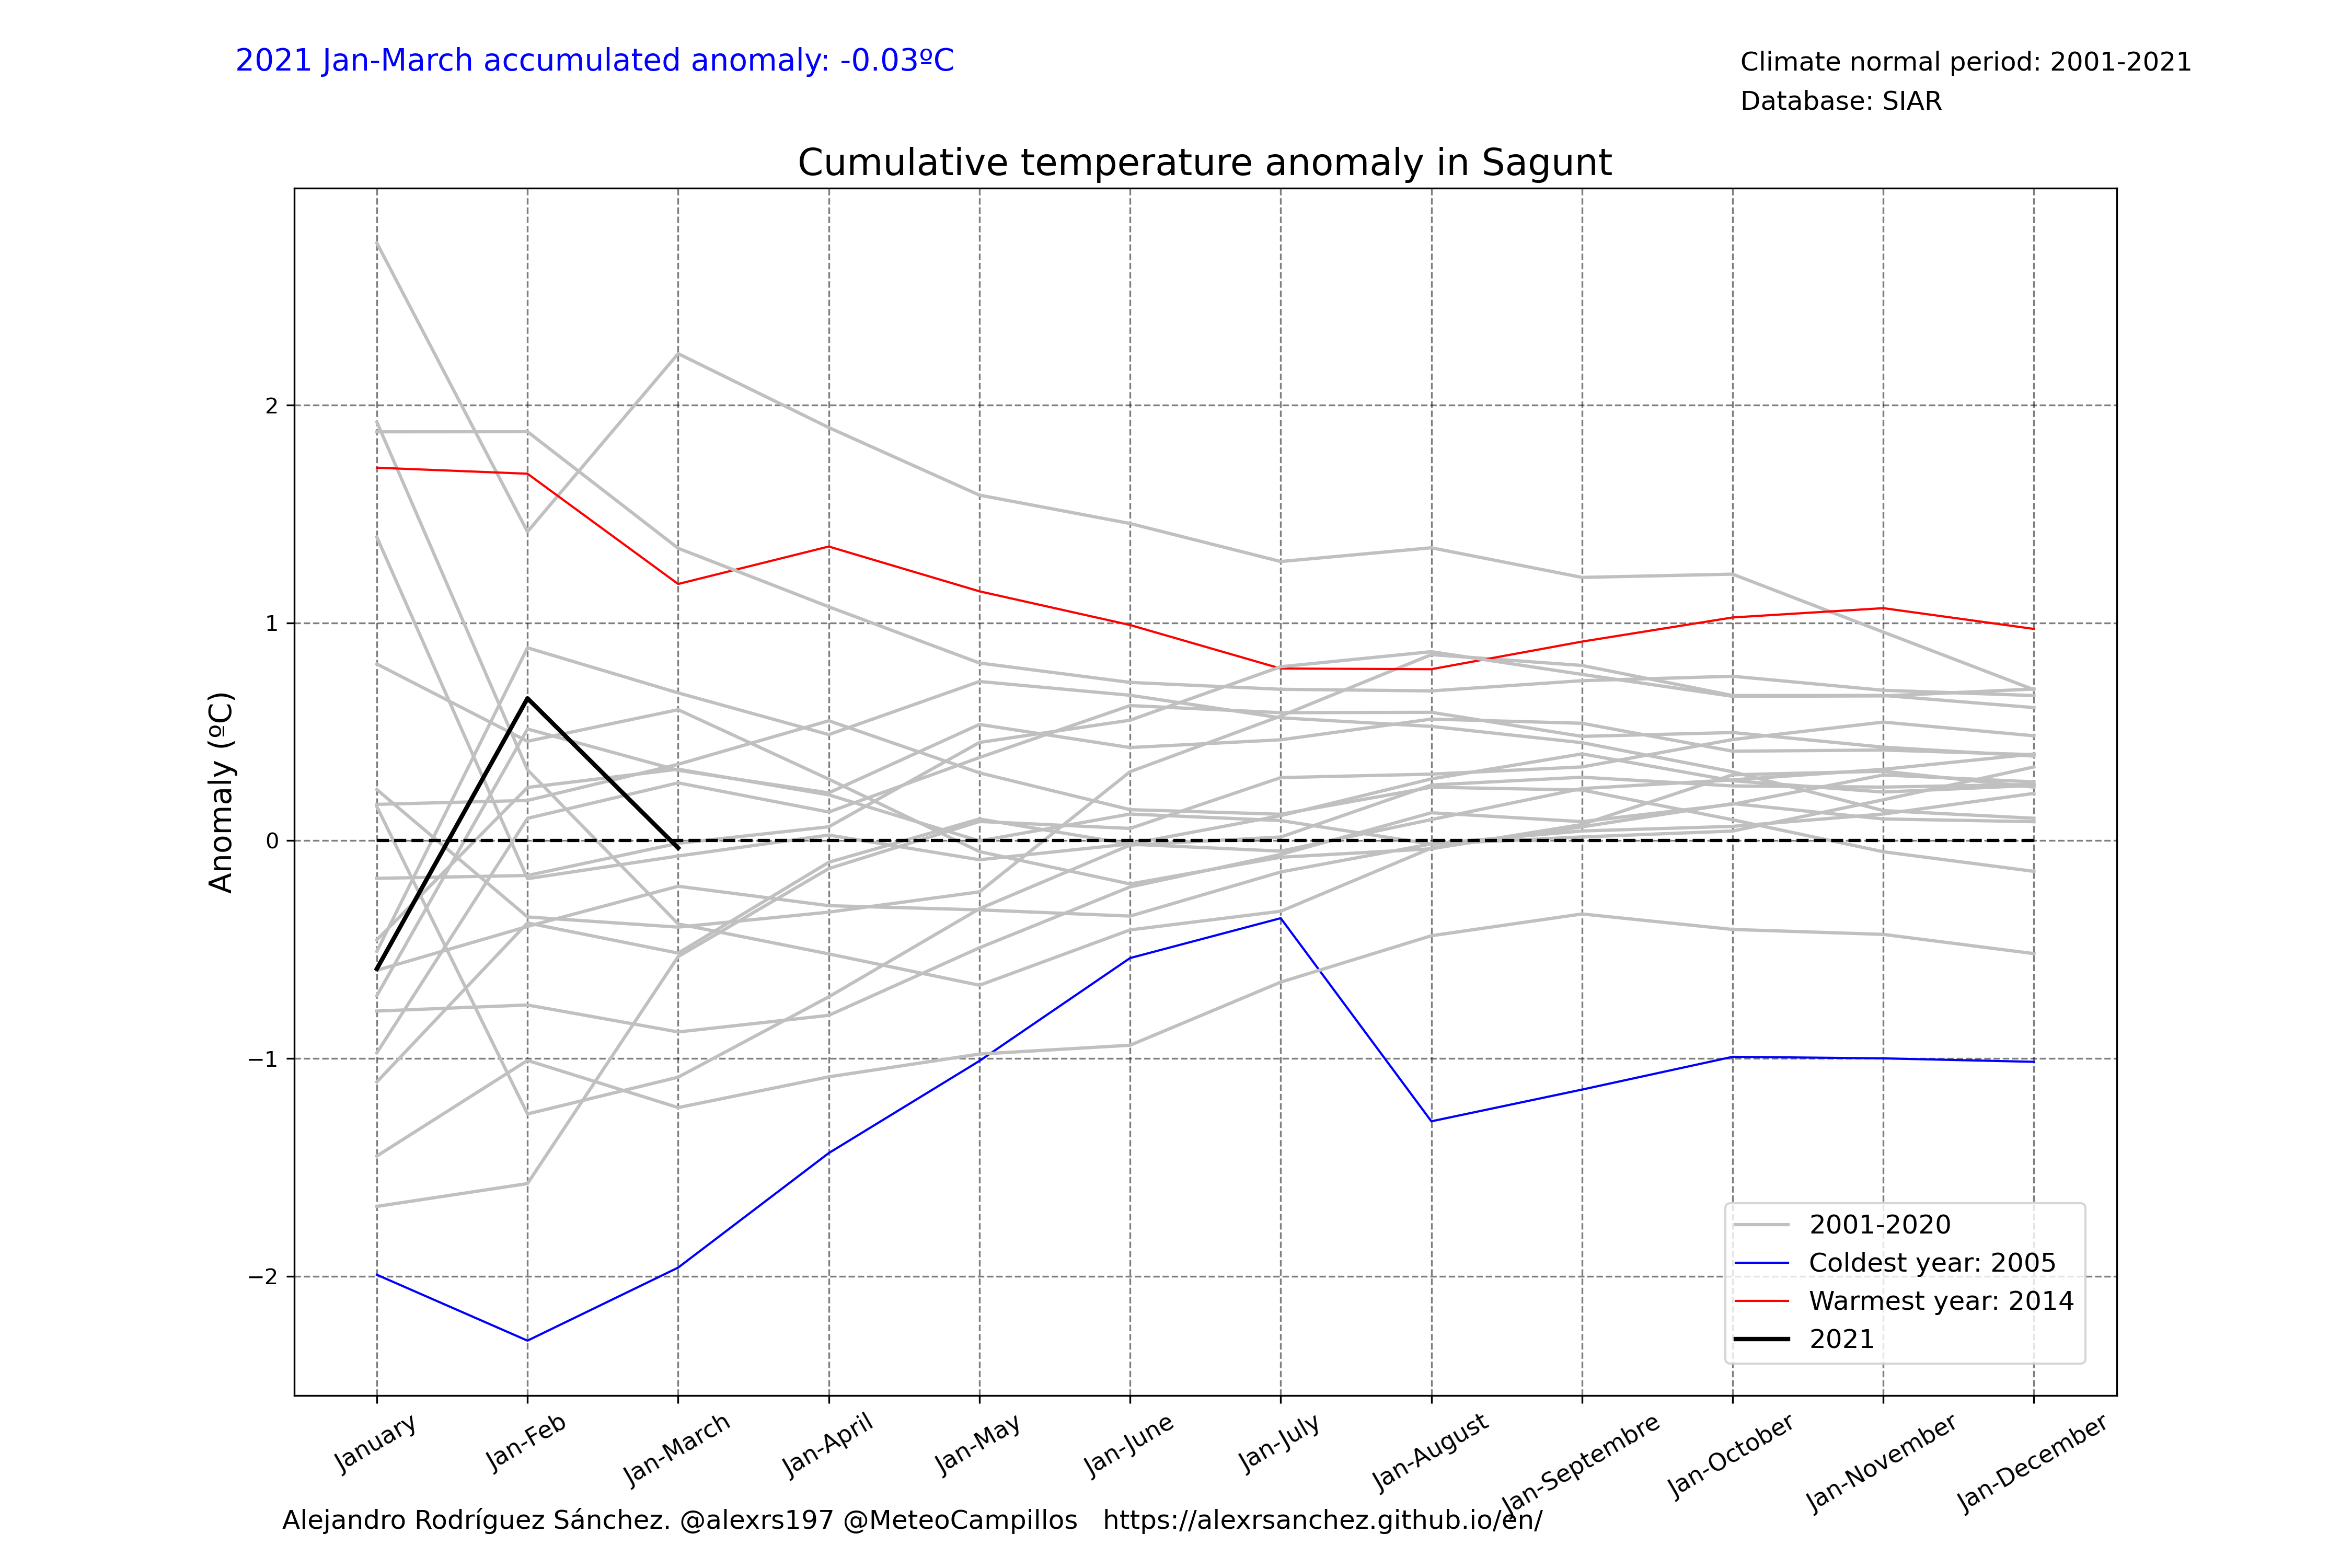 2021 Jan-March accumulated anomaly: -0.03ºC
Climate normal period: 2001-2021
Database: SIAR
Cumulative temperature anomaly in Sagunt
Anomaly (ºC)
2
1
0
−1
−2
January
Jan-Feb
Jan-March
Jan-April
Jan-May
Jan-June
Jan-July
Jan-August
Jan-Septembre
Jan-October
Jan-November
Jan-December
2001-2020
Coldest year: 2005
Warmest year: 2014
2021
Alejandro Rodríguez Sánchez. @alexrs197 @MeteoCampillos   https://alexrsanchez.github.io/en/